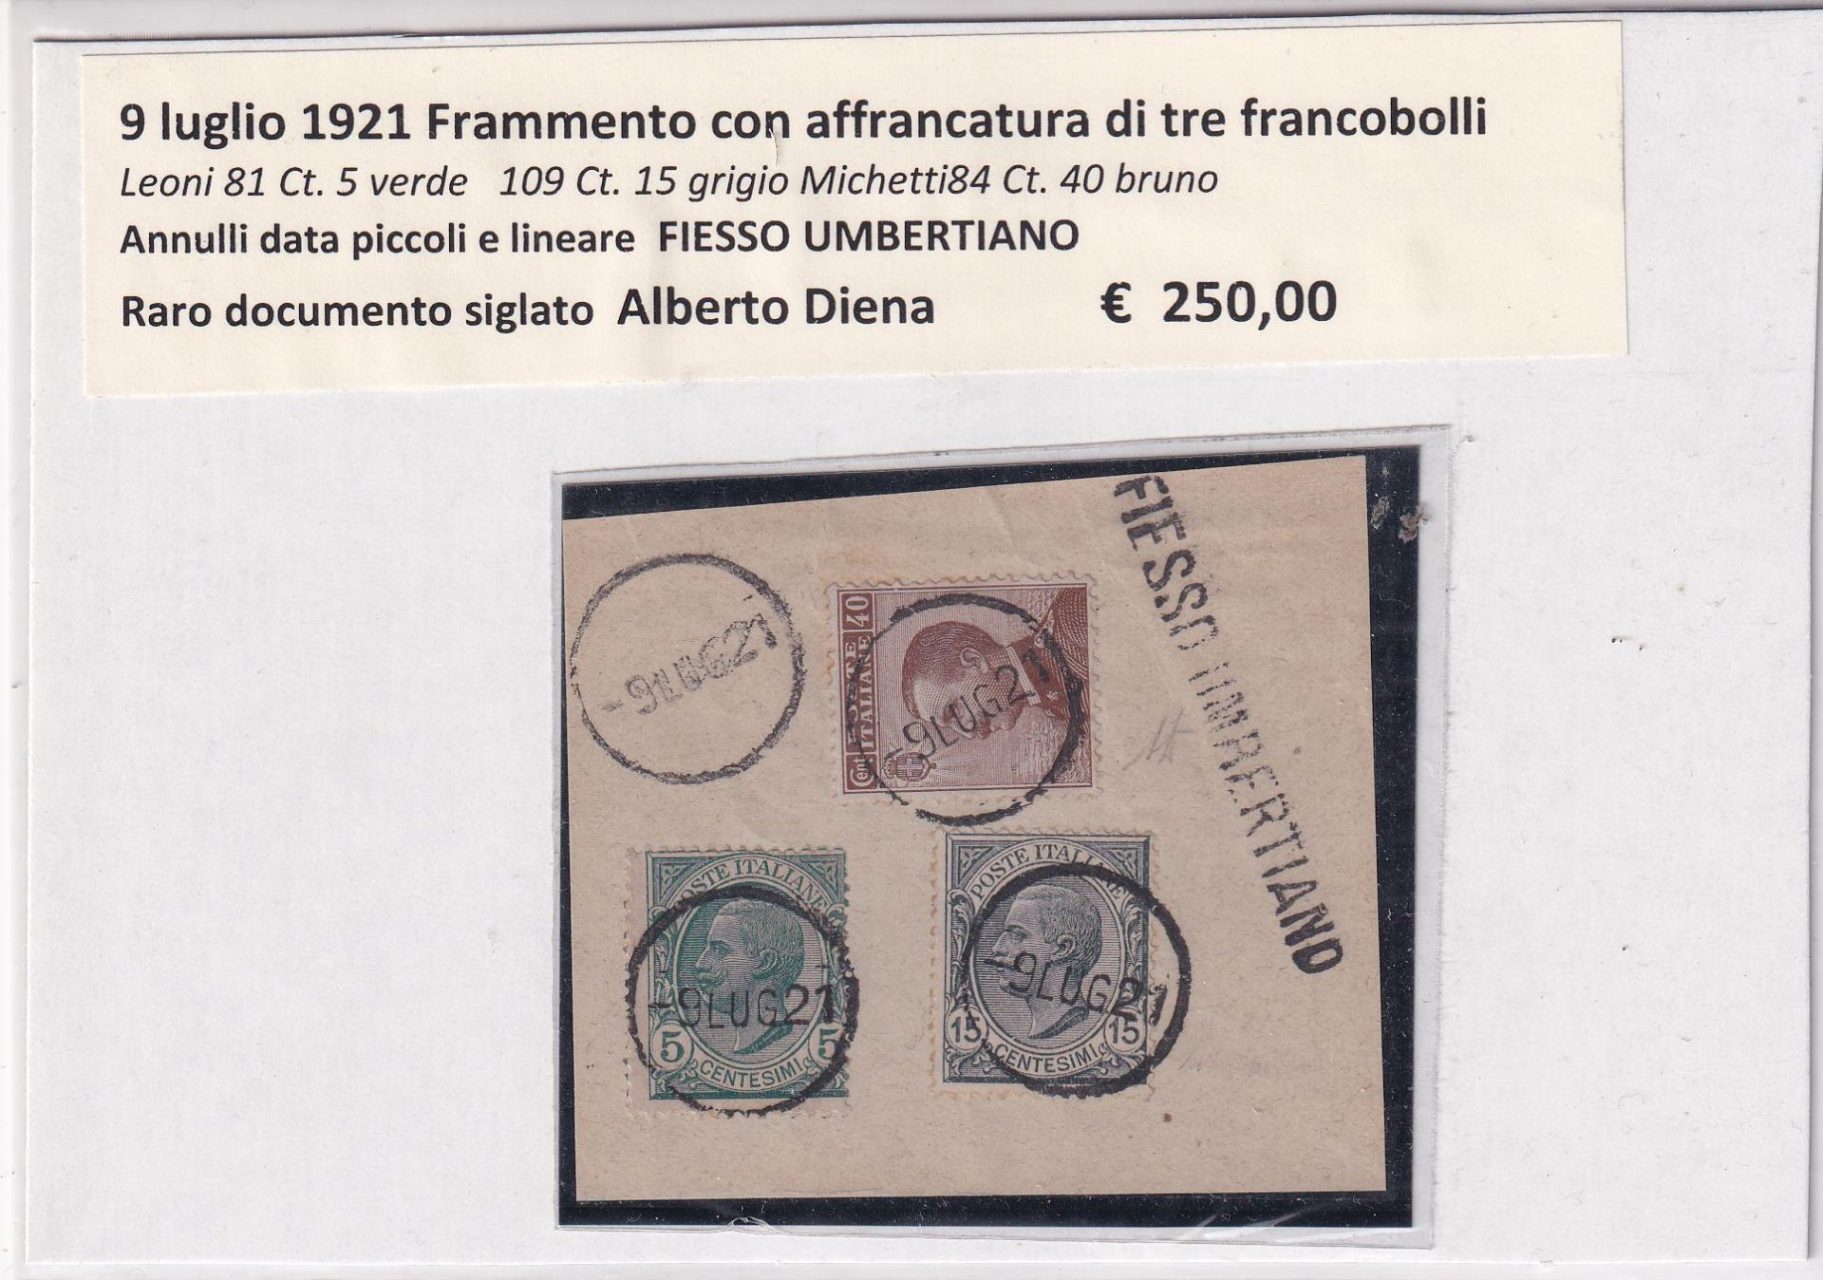 9 luglio 1921 Frammento con affrancatura di tre francobolli
Leoni 81 Ct. 5 verde 109 Ct. 15 grigio Michetti84 Ct. 40 bruno
Annulli data piccoli e lineare FIESSO UMBERTIANO
Raro documento siglato Alberto Diena € 250,00
FIESSO UMBERTIANO
-9LUG21
Cent 40
POSTE
ITALIANE
-9LUG21
POSTE ITALIANE
-9LUG21
5 5
CENTESIMI
POSTE ITALIANE
-9LUG21
15 15
CENTESIMI